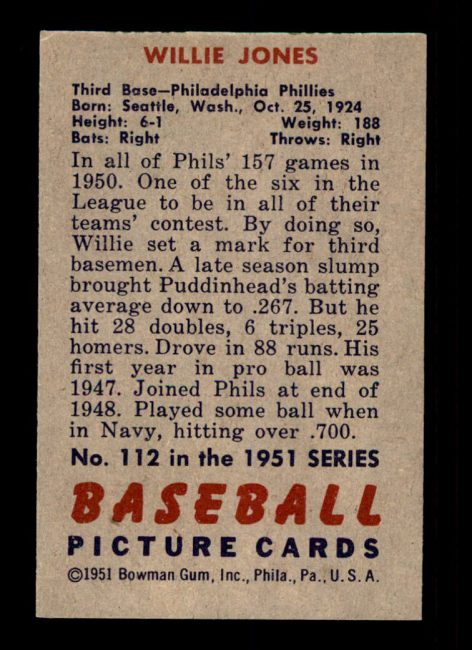 WILLIE JONES
Third Base—Philadelphia Phillies
Born: Seattle, Wash., Oct. 25, 1924
Height: 6-1 Weight: 188
Bats: Right Throws: Right
In all of Phils' 157 games in
1950. One of the six in the
League to be in all of their
teams' contest. By doing so,
Willie set a mark for third
basemen. A late season slump
brought Puddinhead's batting
average down to .267. But he
hit 28 doubles, 6 triples, 25
homers. Drove in 88 runs. His
first year in pro ball was
1947. Joined Phils at end of
1948. Played some ball when
in Navy, hitting over .700.
No. 112 in the 1951 SERIES
BASEBALL
PICTURE CARDS
©1951 Bowman Gum, Inc., Phila., Pa., U. S. A.